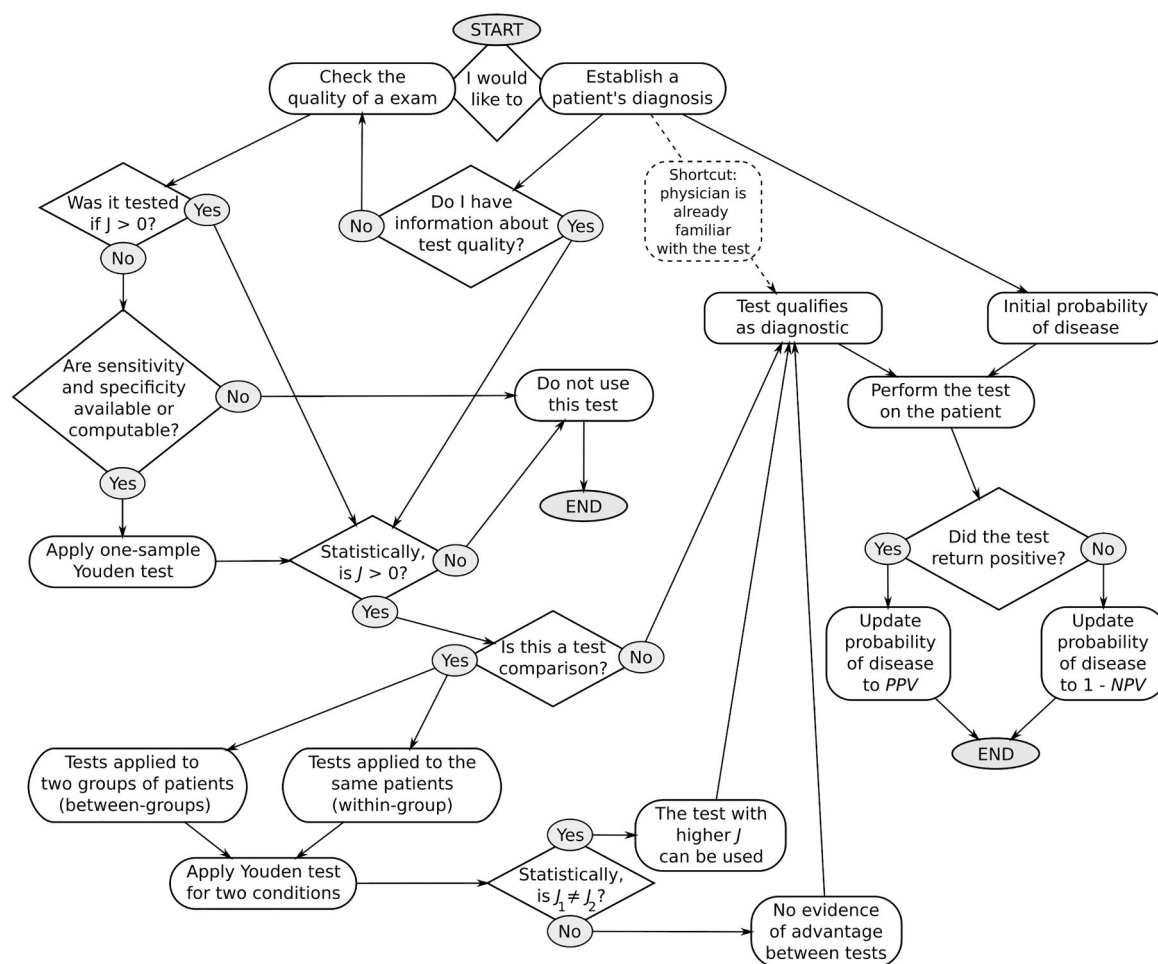 START
I would
like to
Check the
quality of a exam
Establish a
patient's diagnosis
Was it tested
if J > 0?
Yes
No
Do I have
information about
test quality?
No
Yes
Shortcut:
physician is
already
familiar
with the test
Test qualifies
as diagnostic
Initial probability
of disease
Are sensitivity
and specificity
available or
computable?
No
Yes
Do not use
this test
END
Perform the test
on the patient
Apply one-sample
Youden test
Statistically,
is J > 0?
No
Yes
Did the test
return positive?
Yes
No
Update
probability
of disease
to PPV
Update
probability
of disease
to 1 - NPV
END
Is this a test
comparison?
Yes
No
Tests applied to
two groups of patients
(between-groups)
Tests applied to the
same patients
(within-group)
Apply Youden test
for two conditions
Statistically,
is J1 ≠ J2?
Yes
No
The test with
higher J
can be used
No evidence
of advantage
between tests